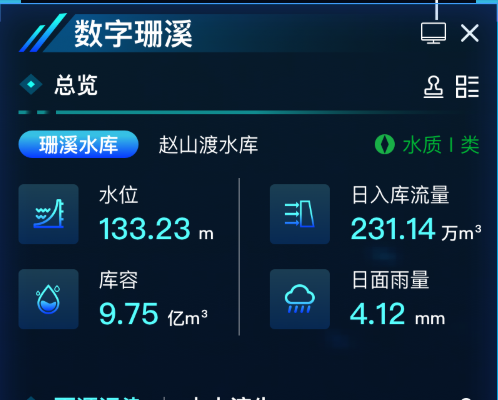 数字珊溪
总览
珊溪水库 赵山渡水库 水质 I 类
水位
133.23 m
日入库流量
231.14 万m³
库容
9.75 亿m³
日面雨量
4.12 mm